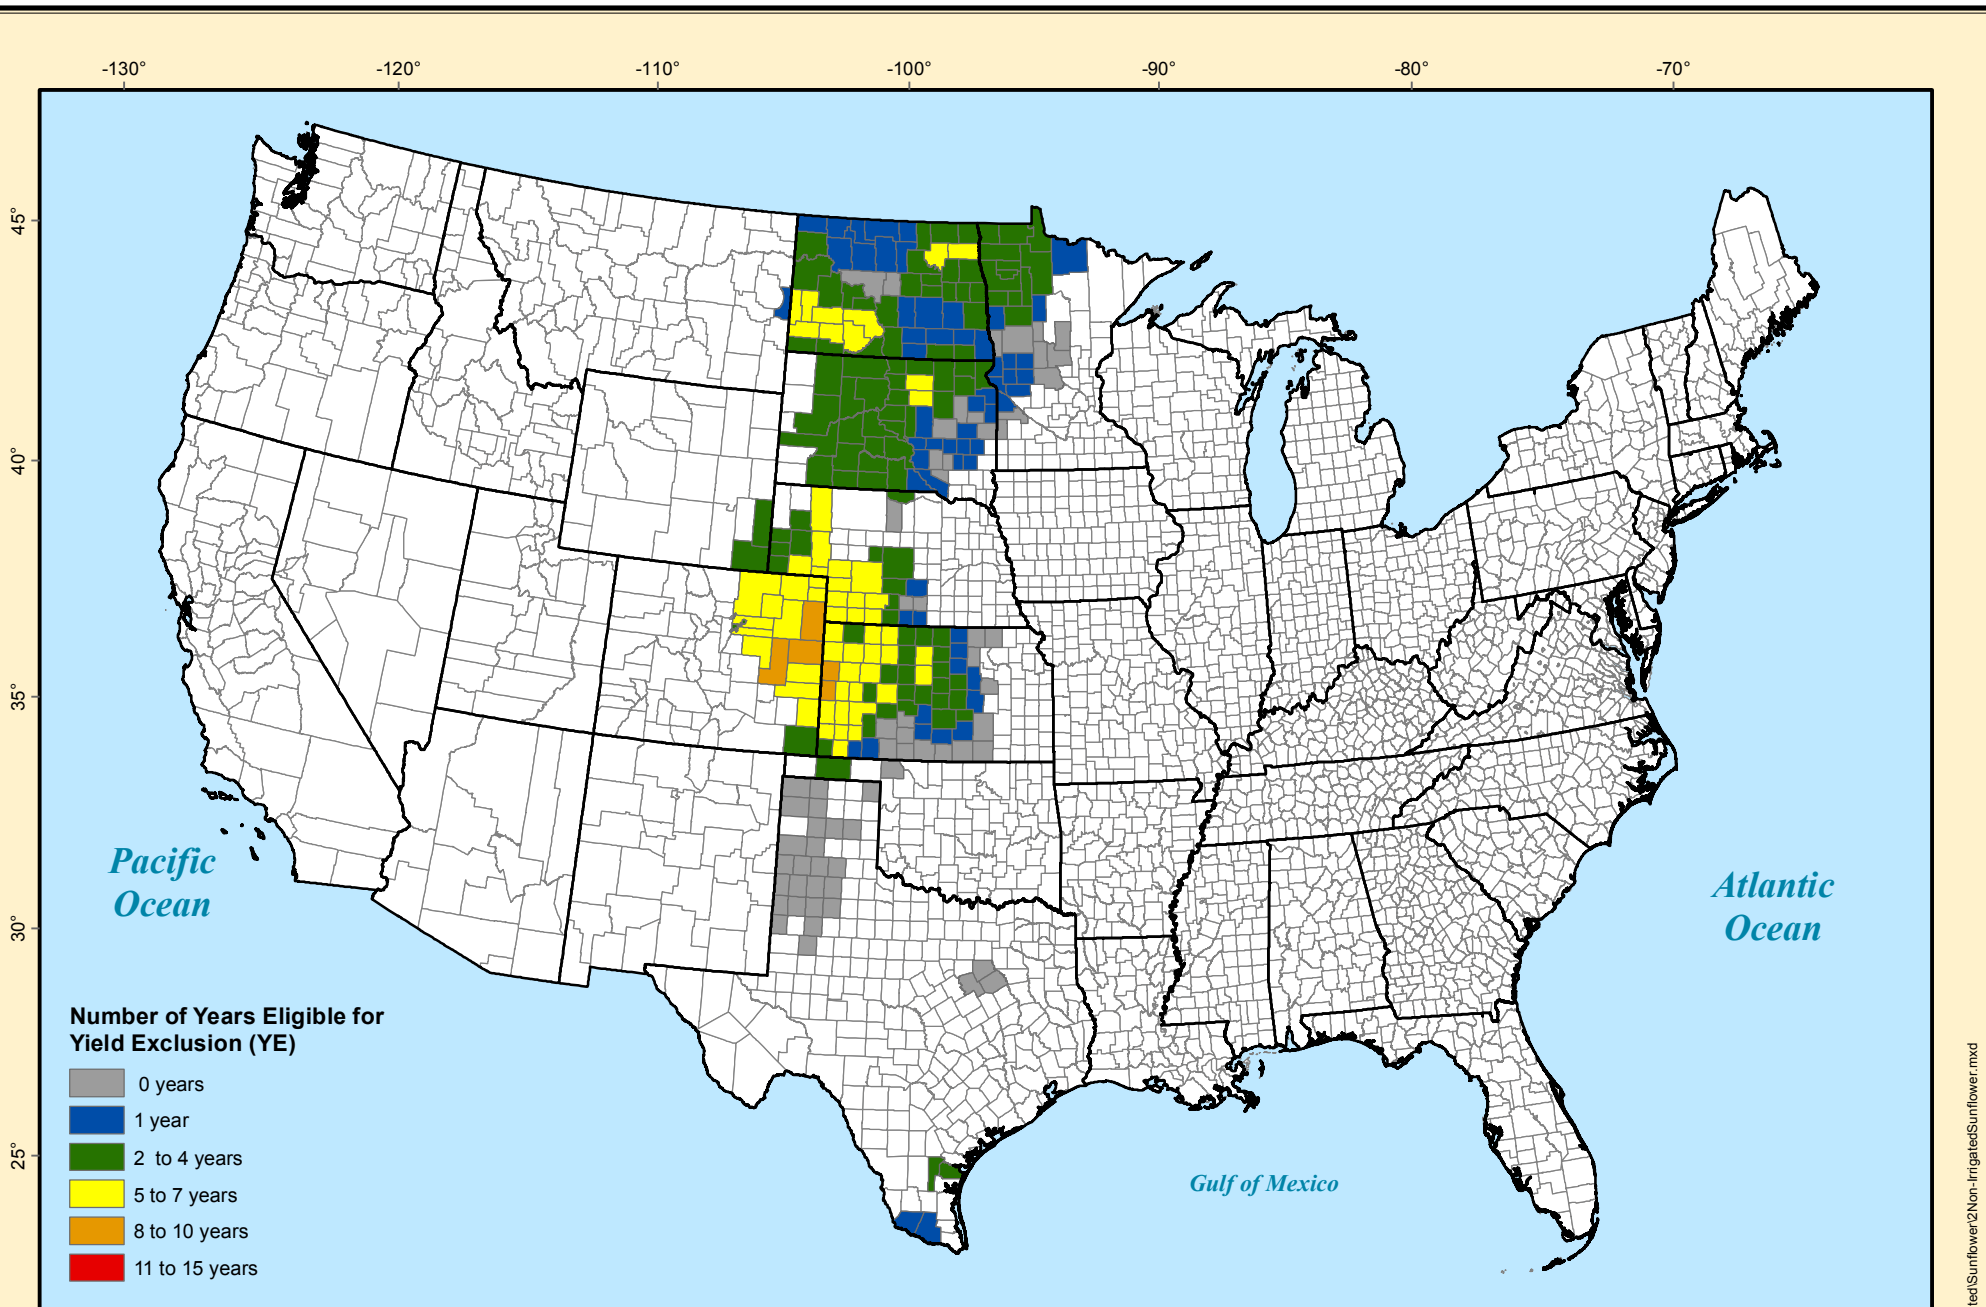 -130° -120° -110° -100° -90° -80° -70°
45°
40°
35°
30°
25°
Pacific
Ocean
Atlantic
Ocean
Gulf of Mexico
Number of Years Eligible for
Yield Exclusion (YE)
0 years
1 year
2 to 4 years
5 to 7 years
8 to 10 years
11 to 15 years
ted\Sunflower\2Non-IrrigatedSunflower.mxd